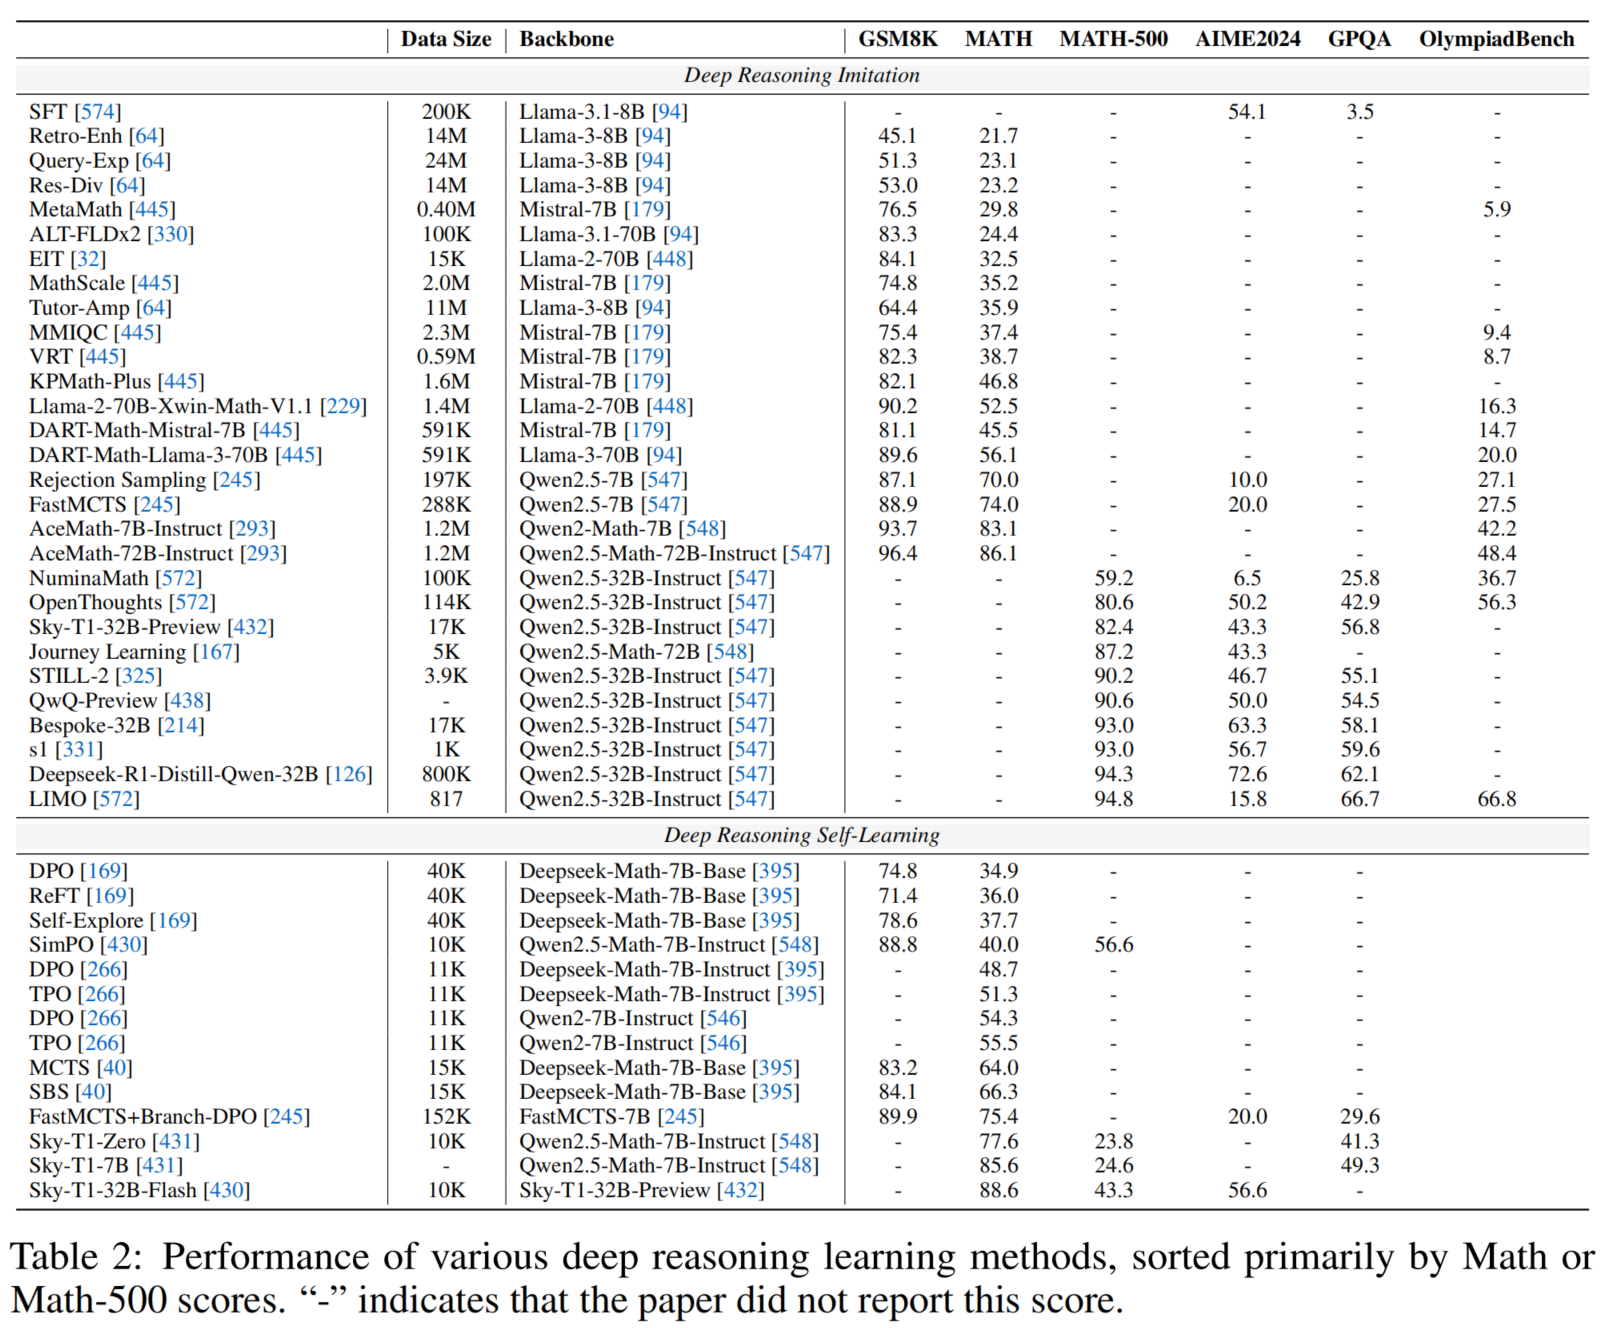 Data Size Backbone GSM8K MATH MATH-500 AIME2024 GPQA OlympiadBench
Deep Reasoning Imitation
SFT [574] 200K Llama-3.1-8B [94] - - - 54.1 3.5 -
Retro-Enh [64] 14M Llama-3-8B [94] 45.1 21.7 - - - -
Query-Exp [64] 24M Llama-3-8B [94] 51.3 23.1 - - - -
Res-Div [64] 14M Llama-3-8B [94] 53.0 23.2 - - - -
MetaMath [445] 0.40M Mistral-7B [179] 76.5 29.8 - - - 5.9
ALT-FLDx2 [330] 100K Llama-3.1-70B [94] 83.3 24.4 - - - -
EIT [32] 15K Llama-2-70B [448] 84.1 32.5 - - - -
MathScale [445] 2.0M Mistral-7B [179] 74.8 35.2 - - - -
Tutor-Amp [64] 11M Llama-3-8B [94] 64.4 35.9 - - - -
MMIQC [445] 2.3M Mistral-7B [179] 75.4 37.4 - - - 9.4
VRT [445] 0.59M Mistral-7B [179] 82.3 38.7 - - - 8.7
KPMath-Plus [445] 1.6M Mistral-7B [179] 82.1 46.8 - - - -
Llama-2-70B-Xwin-Math-V1.1 [229] 1.4M Llama-2-70B [448] 90.2 52.5 - - - 16.3
DART-Math-Mistral-7B [445] 591K Mistral-7B [179] 81.1 45.5 - - - 14.7
DART-Math-Llama-3-70B [445] 591K Llama-3-70B [94] 89.6 56.1 - - - 20.0
Rejection Sampling [245] 197K Qwen2.5-7B [547] 87.1 70.0 - 10.0 - 27.1
FastMCTS [245] 288K Qwen2.5-7B [547] 88.9 74.0 - 20.0 - 27.5
AceMath-7B-Instruct [293] 1.2M Qwen2-Math-7B [548] 93.7 83.1 - - - 42.2
AceMath-72B-Instruct [293] 1.2M Qwen2.5-Math-72B-Instruct [547] 96.4 86.1 - - - 48.4
NuminaMath [572] 100K Qwen2.5-32B-Instruct [547] - - 59.2 6.5 25.8 36.7
OpenThoughts [572] 114K Qwen2.5-32B-Instruct [547] - - 80.6 50.2 42.9 56.3
Sky-T1-32B-Preview [432] 17K Qwen2.5-32B-Instruct [547] - - 82.4 43.3 56.8 -
Journey Learning [167] 5K Qwen2.5-Math-72B [548] - - 87.2 43.3 - -
STILL-2 [325] 3.9K Qwen2.5-32B-Instruct [547] - - 90.2 46.7 55.1 -
QwQ-Preview [438] - Qwen2.5-32B-Instruct [547] - - 90.6 50.0 54.5 -
Bespoke-32B [214] 17K Qwen2.5-32B-Instruct [547] - - 93.0 63.3 58.1 -
s1 [331] 1K Qwen2.5-32B-Instruct [547] - - 93.0 56.7 59.6 -
Deepseek-R1-Distill-Qwen-32B [126] 800K Qwen2.5-32B-Instruct [547] - - 94.3 72.6 62.1 -
LIMO [572] 817 Qwen2.5-32B-Instruct [547] - - 94.8 15.8 66.7 66.8
Deep Reasoning Self-Learning
DPO [169] 40K Deepseek-Math-7B-Base [395] 74.8 34.9 - - -
ReFT [169] 40K Deepseek-Math-7B-Base [395] 71.4 36.0 - - -
Self-Explore [169] 40K Deepseek-Math-7B-Base [395] 78.6 37.7 - - -
SimPO [430] 10K Qwen2.5-Math-7B-Instruct [548] 88.8 40.0 56.6 - -
DPO [266] 11K Deepseek-Math-7B-Instruct [395] - 48.7 - - -
TPO [266] 11K Deepseek-Math-7B-Instruct [395] - 51.3 - - -
DPO [266] 11K Qwen2-7B-Instruct [546] - 54.3 - - -
TPO [266] 11K Qwen2-7B-Instruct [546] - 55.5 - - -
MCTS [40] 15K Deepseek-Math-7B-Base [395] 83.2 64.0 - - -
SBS [40] 15K Deepseek-Math-7B-Base [395] 84.1 66.3 - - -
FastMCTS+Branch-DPO [245] 152K FastMCTS-7B [245] 89.9 75.4 - 20.0 29.6
Sky-T1-Zero [431] 10K Qwen2.5-Math-7B-Instruct [548] - 77.6 23.8 - 41.3
Sky-T1-7B [431] - Qwen2.5-Math-7B-Instruct [548] - 85.6 24.6 - 49.3
Sky-T1-32B-Flash [430] 10K Sky-T1-32B-Preview [432] - 88.6 43.3 56.6 -
Table 2: Performance of various deep reasoning learning methods, sorted primarily by Math or
Math-500 scores. “-” indicates that the paper did not report this score.